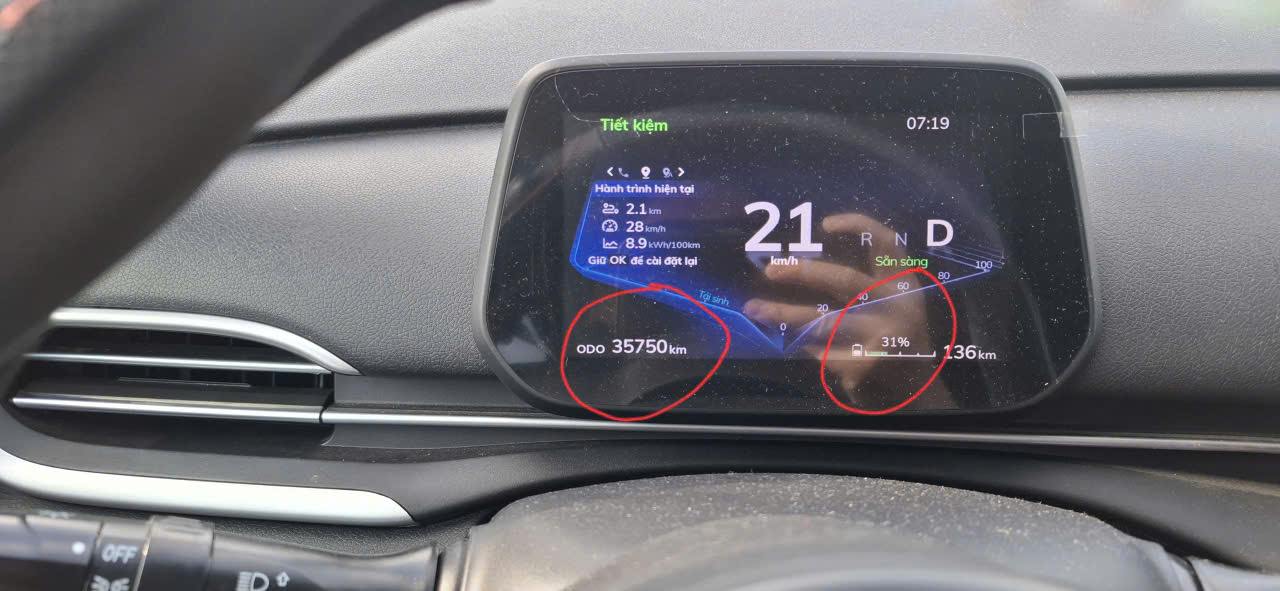 Tiết kiệm
07:19
Hành trình hiện tại
2.1 km
28 km/h
8.9 kWh/100km
Giữ OK để cài đặt lại
21
km/h
R N D
Sẵn sàng
Tái sinh
0 20 40 60 80 100
ODO 35750 km
31%
136 km
OFF